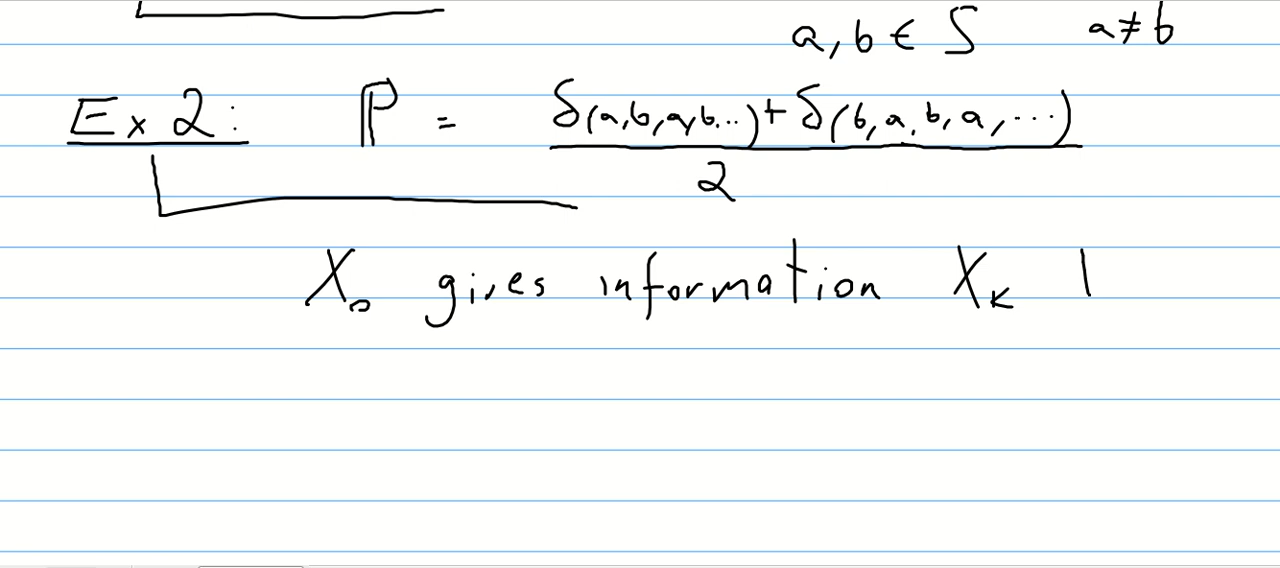 a, b ∈ S a ≠ b
Ex 2: ℙ = (δ(a,b,a,b...) + δ(b,a,b,a,...)) / 2
X₀ gives information X_K |